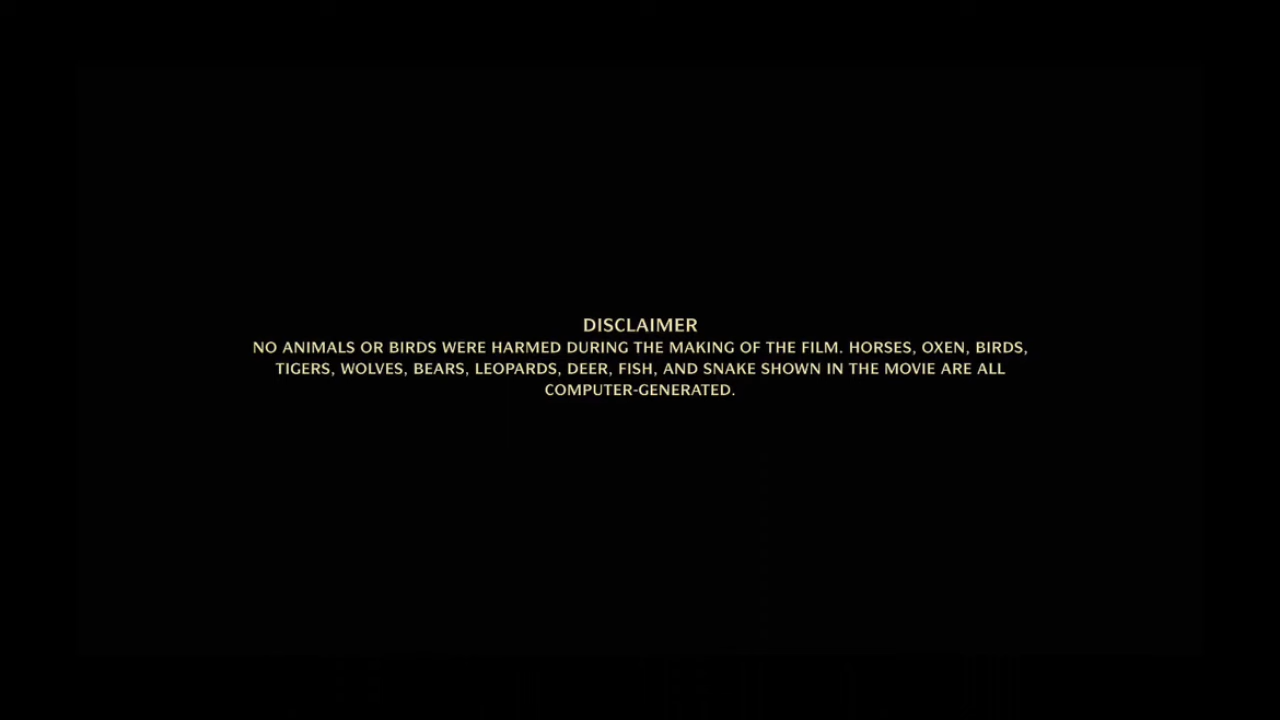 DISCLAIMER
NO ANIMALS OR BIRDS WERE HARMED DURING THE MAKING OF THE FILM. HORSES, OXEN, BIRDS,
TIGERS, WOLVES, BEARS, LEOPARDS, DEER, FISH, AND SNAKE SHOWN IN THE MOVIE ARE ALL
COMPUTER-GENERATED.